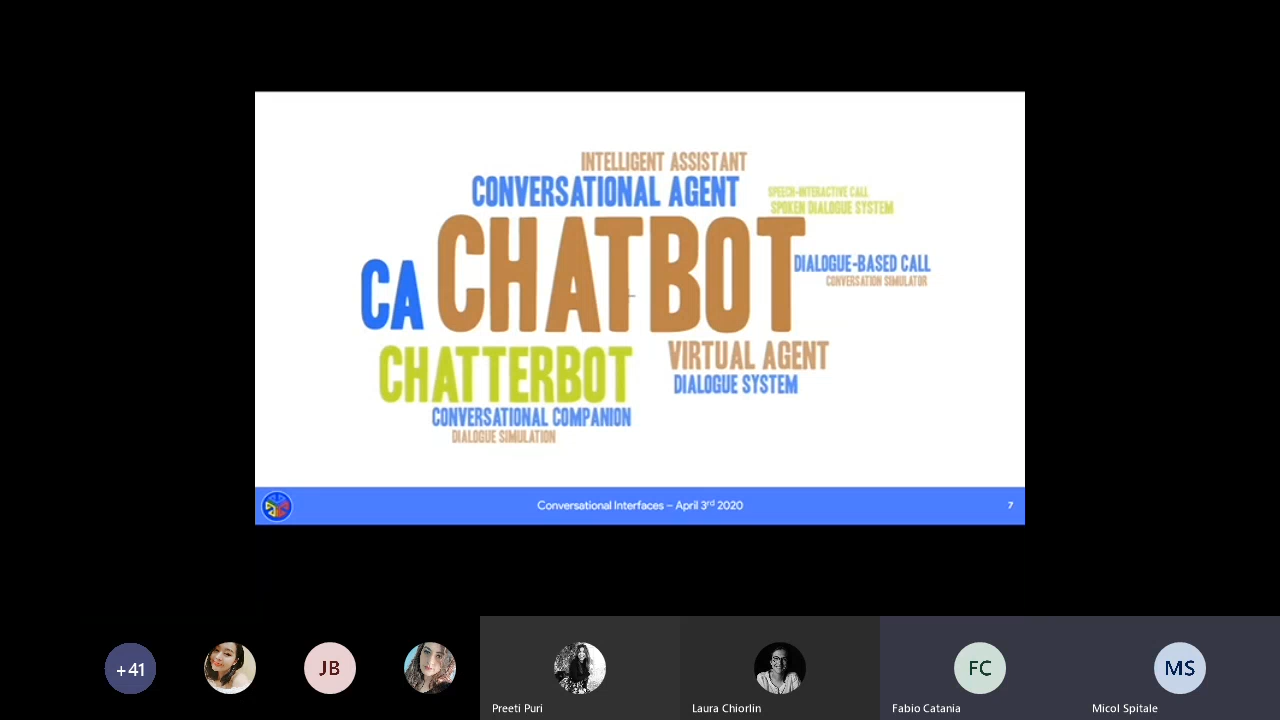 INTELLIGENT ASSISTANT
CONVERSATIONAL AGENT
SPEECH-INTERACTIVE CALL
SPOKEN DIALOGUE SYSTEM
CHATBOT
CA
DIALOGUE-BASED CALL
CONVERSATION SIMULATOR
CHATTERBOT
VIRTUAL AGENT
DIALOGUE SYSTEM
CONVERSATIONAL COMPANION
DIALOGUE SIMULATION
Conversational Interfaces – April 3rd 2020
7
+41
JB
FC
MS
Preeti Puri
Laura Chiorlin
Fabio Catania
Micol Spitale